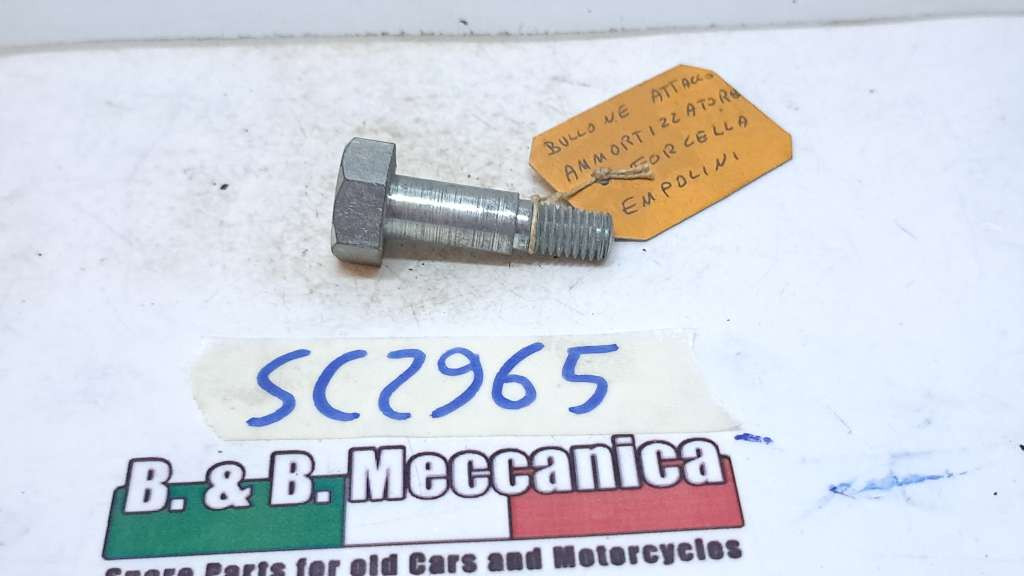 BULLONE ATTACCO
AMMORTIZZATORE
FORCELLA
EMPOLINI
SC2965
B. & B. Meccanica
Spare Parts for old Cars and Motorcycles